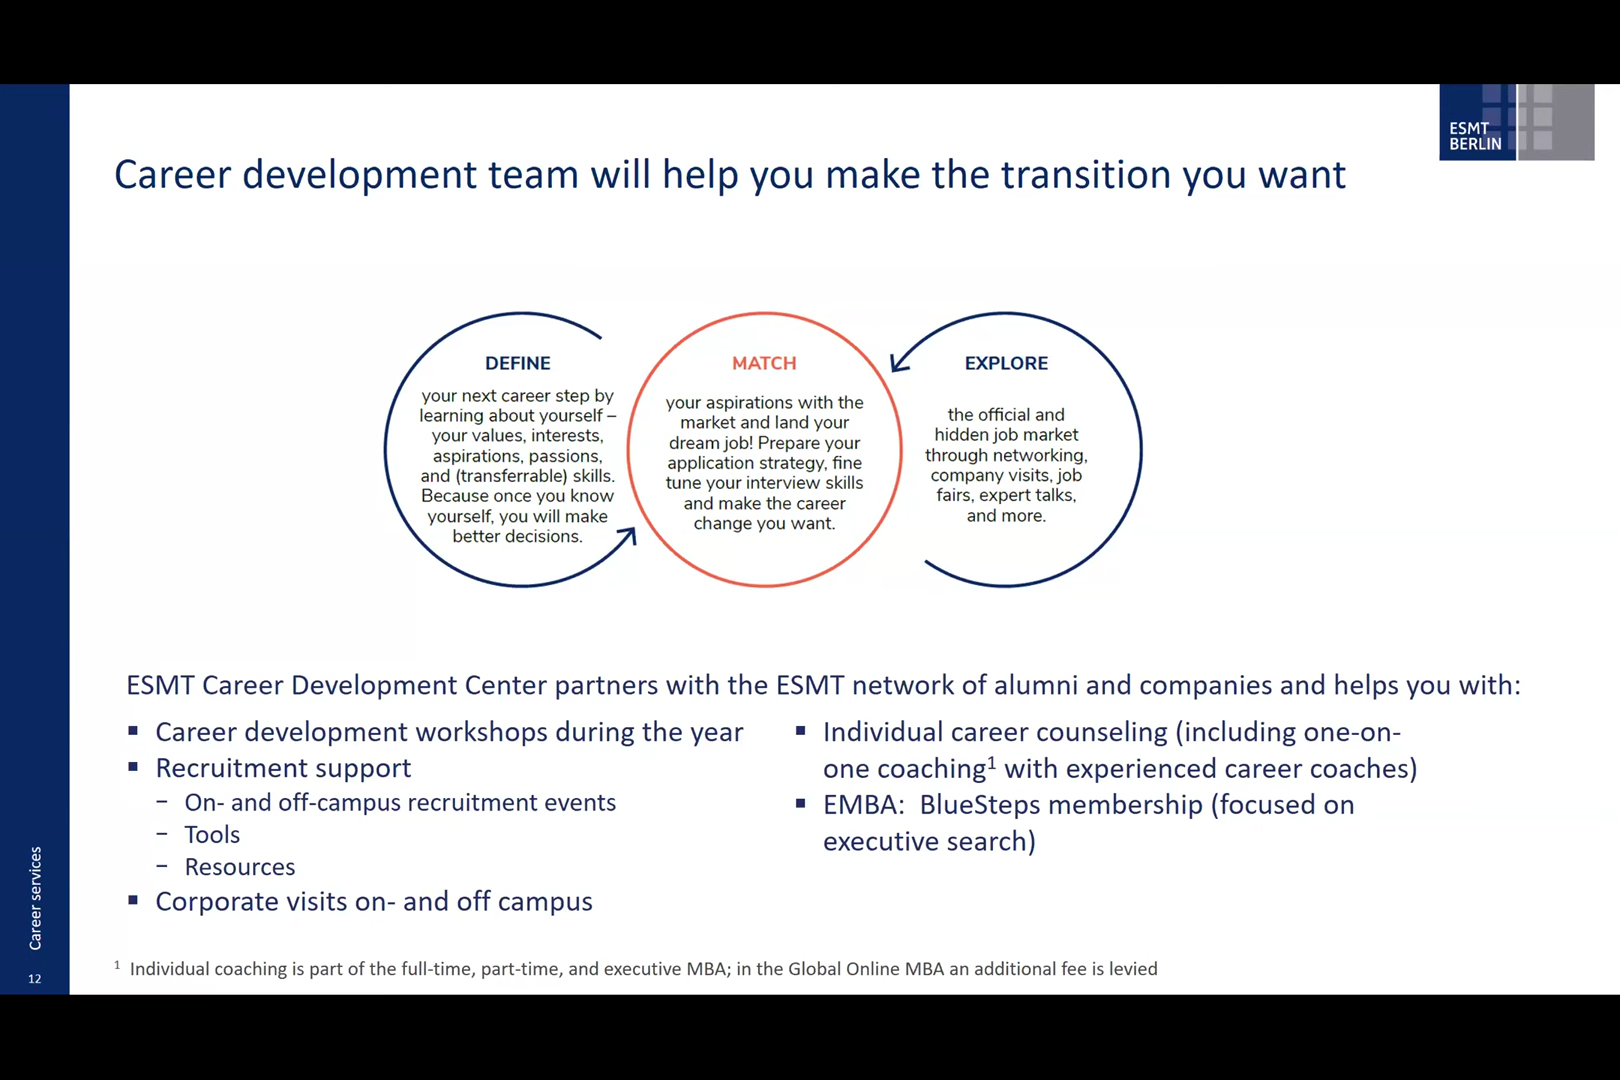 ESMT
BERLIN
Career development team will help you make the transition you want
DEFINE
your next career step by
learning about yourself –
your values, interests,
aspirations, passions,
and (transferrable) skills.
Because once you know
yourself, you will make
better decisions.
MATCH
your aspirations with the
market and land your
dream job! Prepare your
application strategy, fine
tune your interview skills
and make the career
change you want.
EXPLORE
the official and
hidden job market
through networking,
company visits, job
fairs, expert talks,
and more.
ESMT Career Development Center partners with the ESMT network of alumni and companies and helps you with:
▪ Career development workshops during the year
▪ Recruitment support
− On- and off-campus recruitment events
− Tools
− Resources
▪ Corporate visits on- and off campus
▪ Individual career counseling (including one-on-
one coaching¹ with experienced career coaches)
▪ EMBA:  BlueSteps membership (focused on
executive search)
¹ Individual coaching is part of the full-time, part-time, and executive MBA; in the Global Online MBA an additional fee is levied
Career services
12